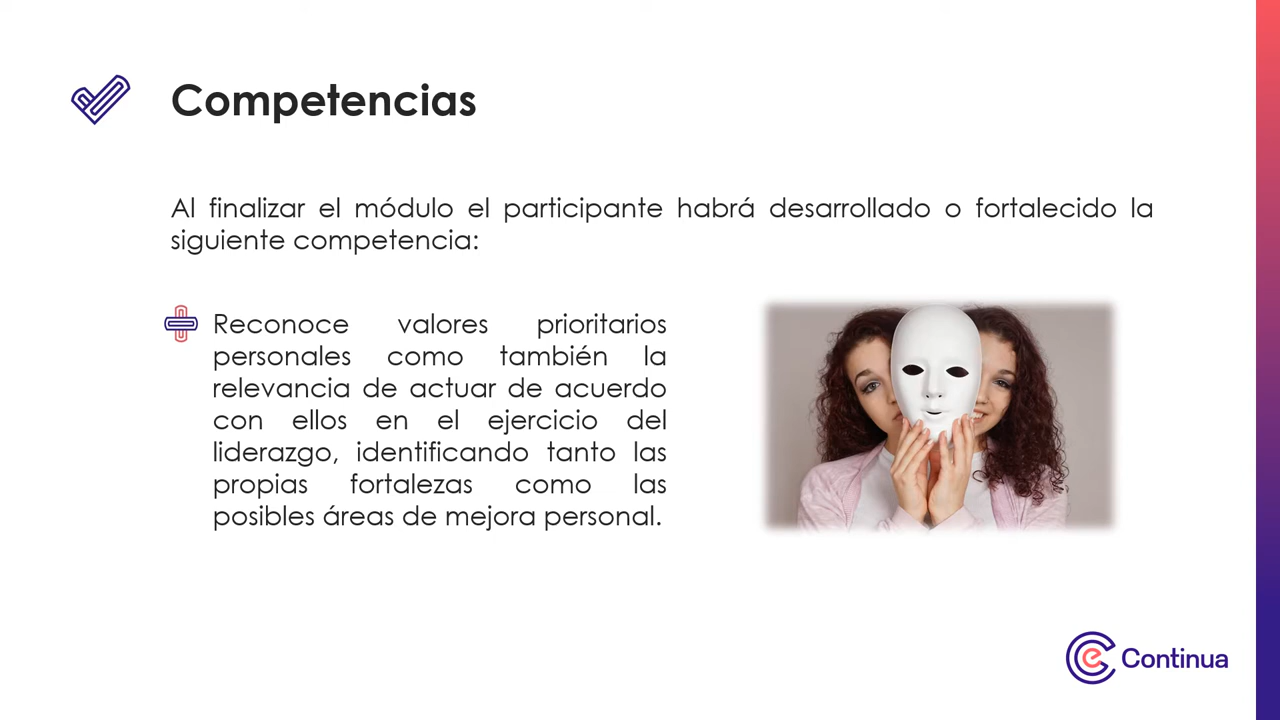 Competencias
Al finalizar el módulo el participante habrá desarrollado o fortalecido la
siguiente competencia:
Reconoce valores prioritarios
personales como también la
relevancia de actuar de acuerdo
con ellos en el ejercicio del
liderazgo, identificando tanto las
propias fortalezas como las
posibles áreas de mejora personal.
e Continua